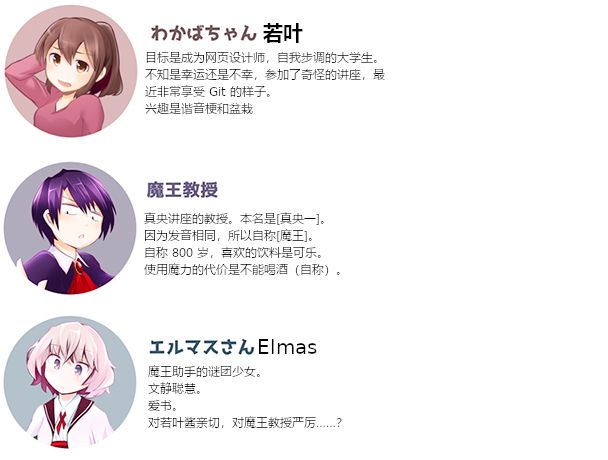 わかばちゃん 若叶
目标是成为网页设计师，自我步调的大学生。
不知是幸运还是不幸，参加了奇怪的讲座，最
近非常享受 Git 的样子。
兴趣是谐音梗和盆栽
魔王教授
真央讲座的教授。本名是[真央一]。
因为发音相同，所以自称[魔王]。
自称 800 岁，喜欢的饮料是可乐。
使用魔力的代价是不能喝酒（自称）。
エルマスさん Elmas
魔王助手的谜团少女。
文静聪慧。
爱书。
对若叶酱亲切，对魔王教授严厉……？